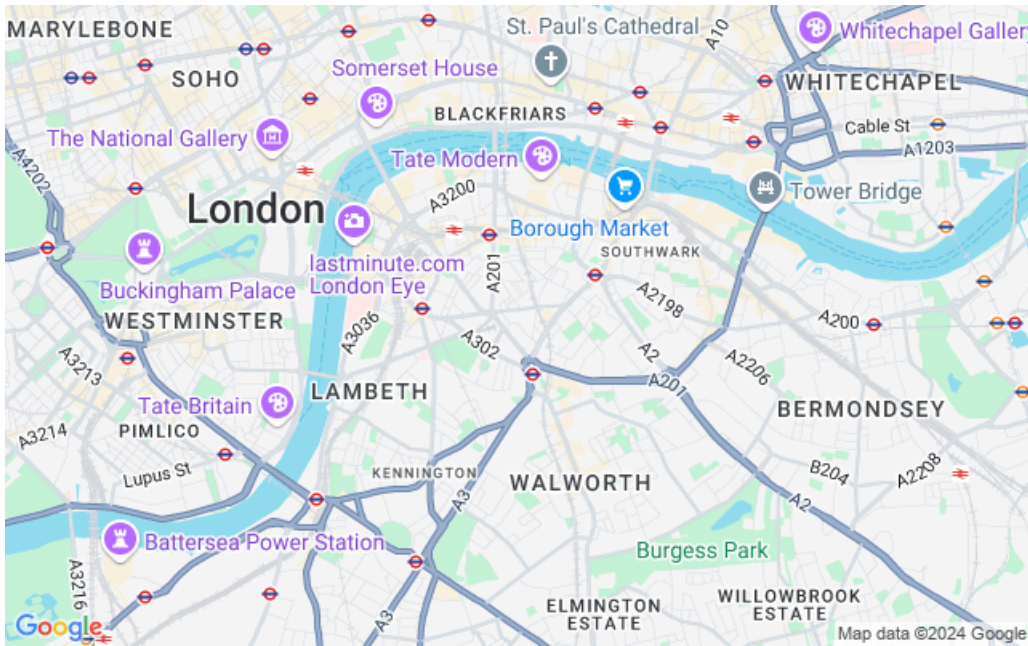 MARYLEBONE
St. Paul's Cathedral
A10
Whitechapel Galler
SOHO
Somerset House
WHITECHAPEL
BLACKFRIARS
The National Gallery
Cable St
A1203
A4202
Tate Modern
A3200
London
Tower Bridge
Borough Market
SOUTHWARK
lastminute.com
London Eye
A201
Buckingham Palace
A2198
WESTMINSTER
A3036
A200
A302
A2
A2206
A3213
A201
LAMBETH
Tate Britain
BERMONDSEY
A3214
PIMLICO
Lupus St
KENNINGTON
B204
A2208
WALWORTH
A3
A2
Battersea Power Station
Burgess Park
A3216
ELMINGTON
ESTATE
WILLOWBROOK
ESTATE
A3
Google
Map data ©2024 Google